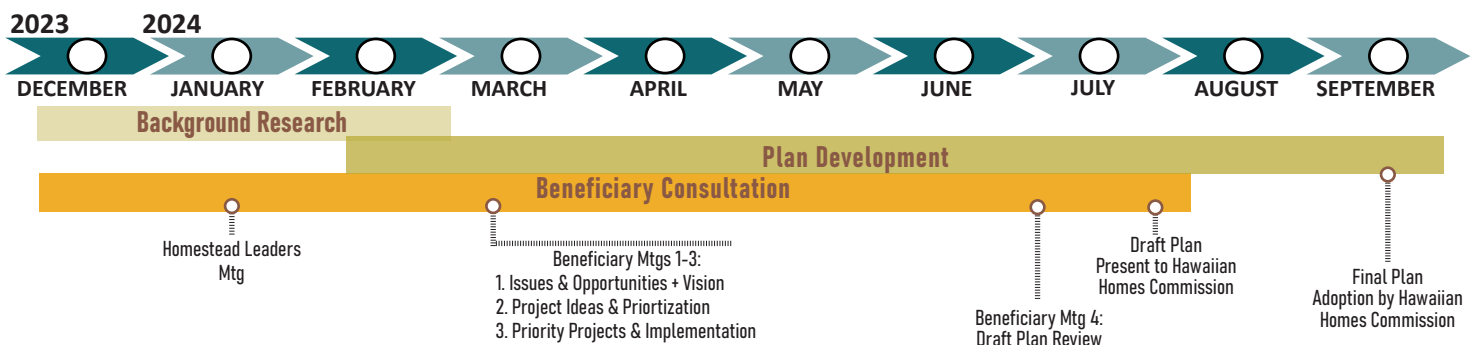 2023
2024
DECEMBER
JANUARY
FEBRUARY
MARCH
APRIL
MAY
JUNE
JULY
AUGUST
SEPTEMBER
Background Research
Plan Development
Beneficiary Consultation
Homestead Leaders
Mtg
Beneficiary Mtgs 1-3:
1. Issues & Opportunities + Vision
2. Project Ideas & Priortization
3. Priority Projects & Implementation
Beneficiary Mtg 4:
Draft Plan Review
Draft Plan
Present to Hawaiian
Homes Commission
Final Plan
Adoption by Hawaiian
Homes Commission